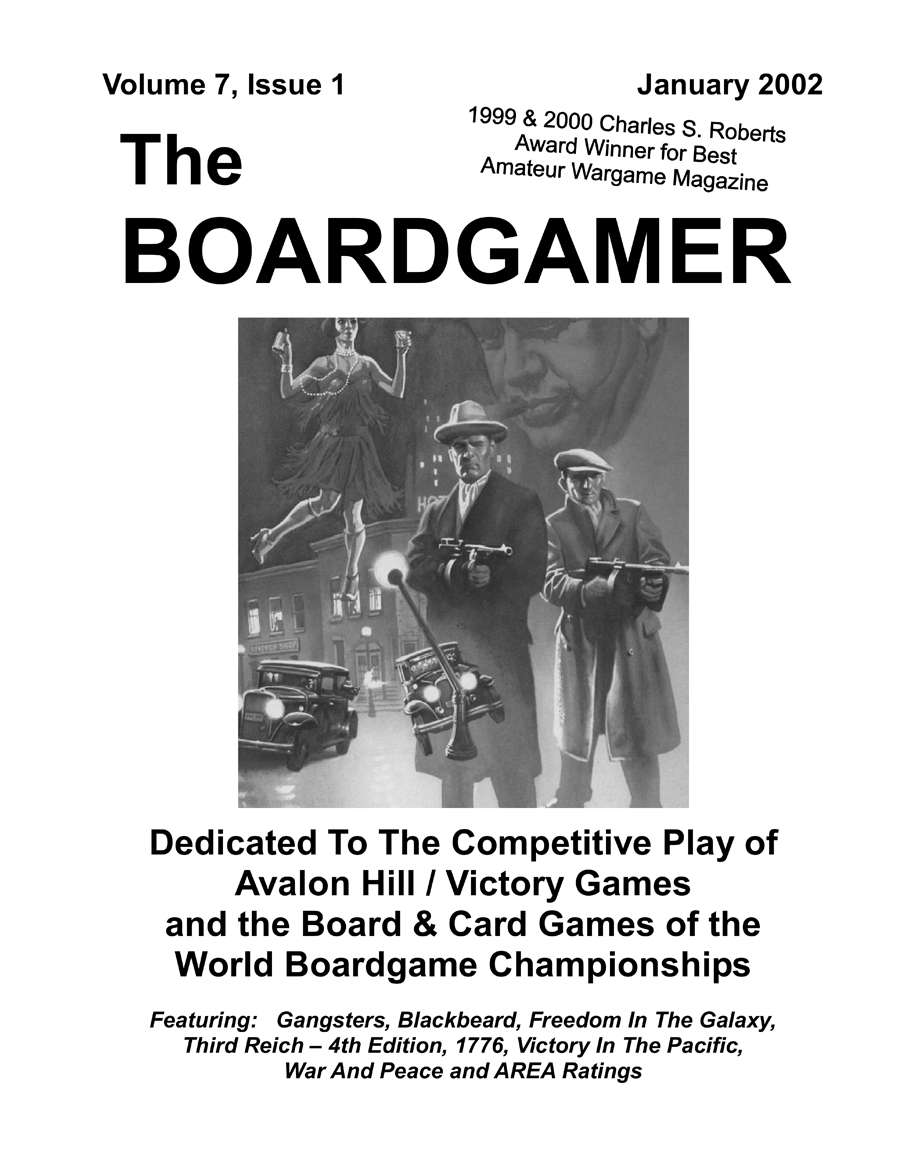 Volume 7, Issue 1
January 2002
1999 & 2000 Charles S. Roberts
Award Winner for Best
Amateur Wargame Magazine
The
BOARDGAMER
Dedicated To The Competitive Play of
Avalon Hill / Victory Games
and the Board & Card Games of the
World Boardgame Championships
Featuring: Gangsters, Blackbeard, Freedom In The Galaxy,
Third Reich – 4th Edition, 1776, Victory In The Pacific,
War And Peace and AREA Ratings